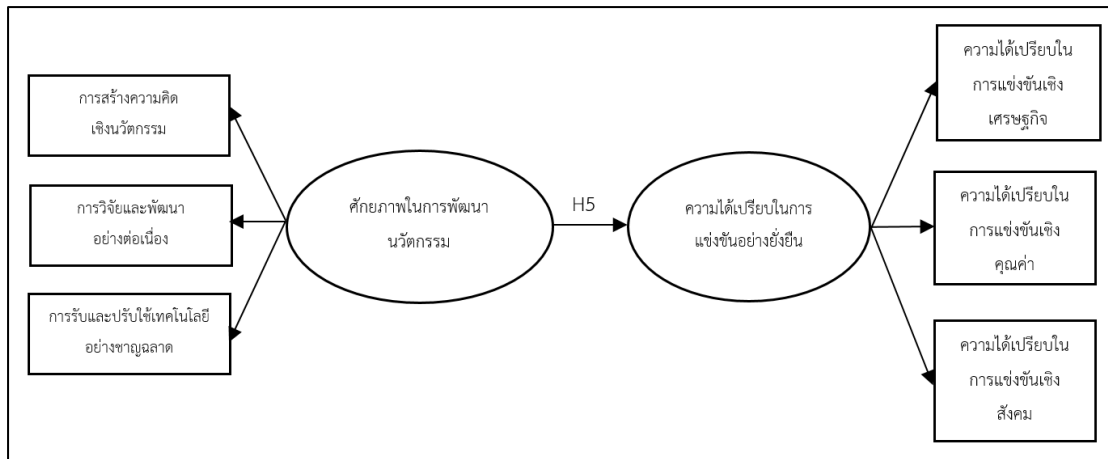 การสร้างความคิด
เชิงนวัตกรรม
การวิจัยและพัฒนา
อย่างต่อเนื่อง
การรับและปรับใช้เทคโนโลยี
อย่างชาญฉลาด
ศักยภาพในการพัฒนา
นวัตกรรม
H5
ความได้เปรียบในการ
แข่งขันอย่างยั่งยืน
ความได้เปรียบใน
การแข่งขันเชิง
เศรษฐกิจ
ความได้เปรียบใน
การแข่งขันเชิง
คุณค่า
ความได้เปรียบใน
การแข่งขันเชิง
สังคม